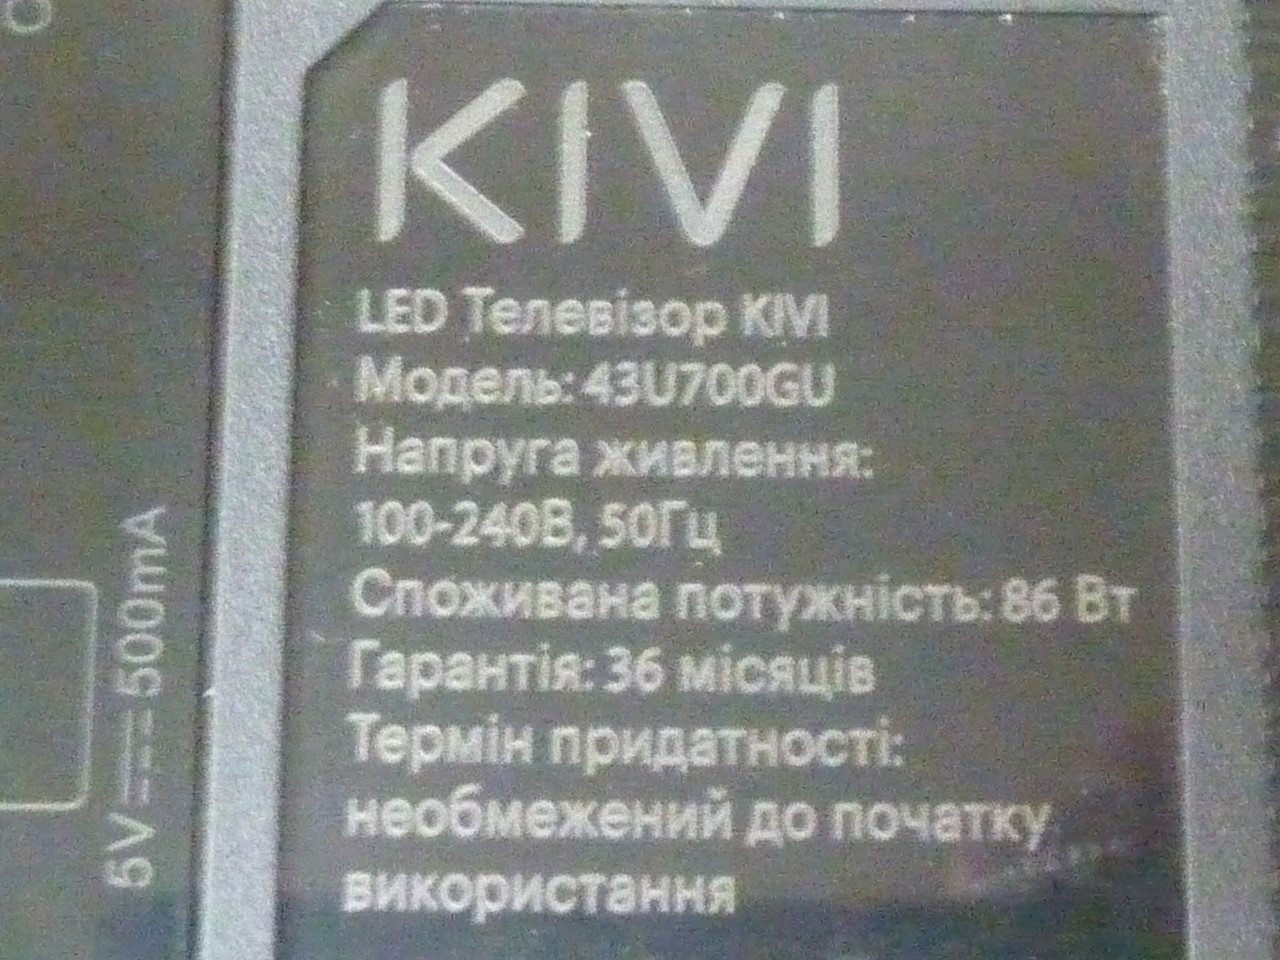 KIVI
LED Телевізор KIVI
Модель: 43U700GU
Напруга живлення:
100-240В, 50Гц
Споживана потужність: 86 Вт
Гарантія: 36 місяців
Термін придатності:
необмежений до початку
використання
5V⎓500mA